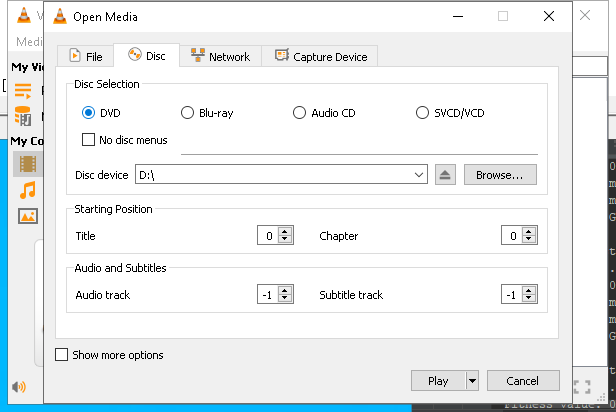 Open Media
Medi
File
Disc
Network
Capture Device
My Vi
Disc Selection
DVD
Blu-ray
Audio CD
SVCD/VCD
No disc menus
My Co
Disc device
D:\
Browse...
Starting Position
Title
0
Chapter
0
Audio and Subtitles
Audio track
-1
Subtitle track
-1
Show more options
Play
Cancel